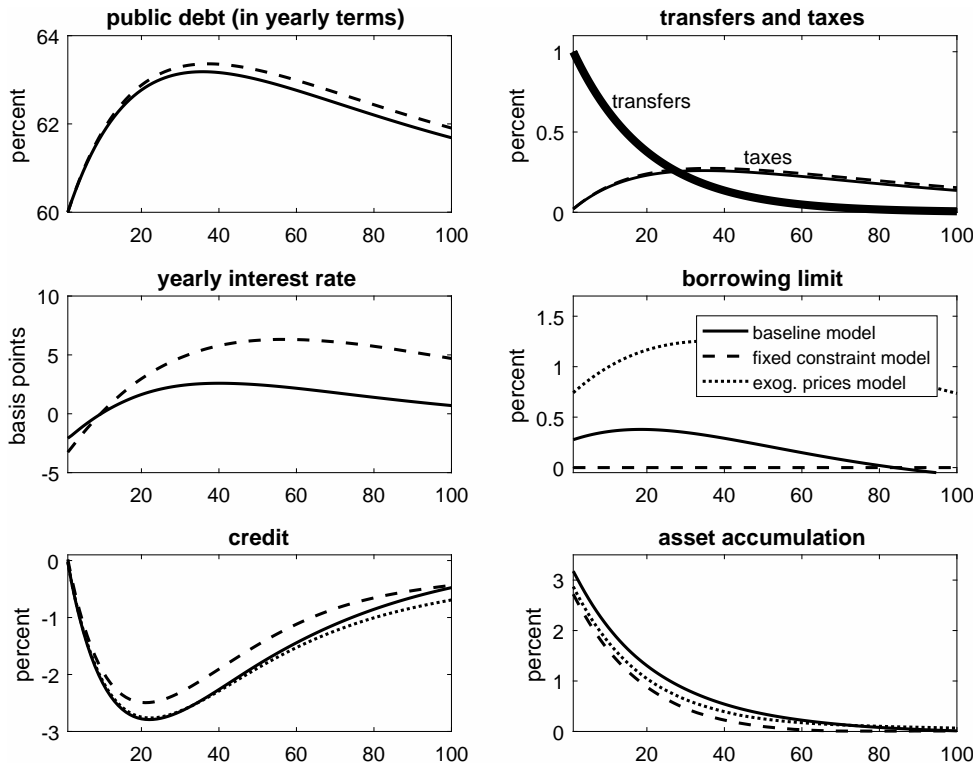 public debt (in yearly terms)
percent
64
62
60
20 40 60 80 100
transfers and taxes
1
0.5
0
transfers
taxes
20 40 60 80 100
yearly interest rate
basis points
10
5
0
-5
20 40 60 80 100
borrowing limit
percent
1.5
1
0.5
0
baseline model
fixed constraint model
exog. prices model
20 40 60 80 100
credit
percent
0
-1
-2
-3
20 40 60 80 100
asset accumulation
percent
3
2
1
0
20 40 60 80 100